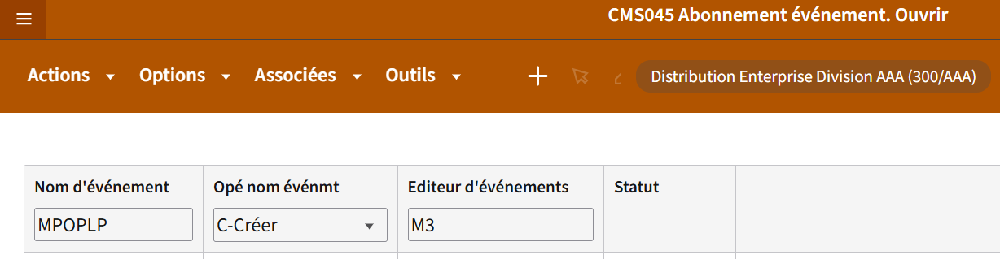 CMS045 Abonnement événement. Ouvrir
Actions Options Associées Outils Distribution Enterprise Division AAA (300/AAA)
Nom d'événement Opé nom événmt Editeur d'événements Statut
MPOPLP C-Créer M3